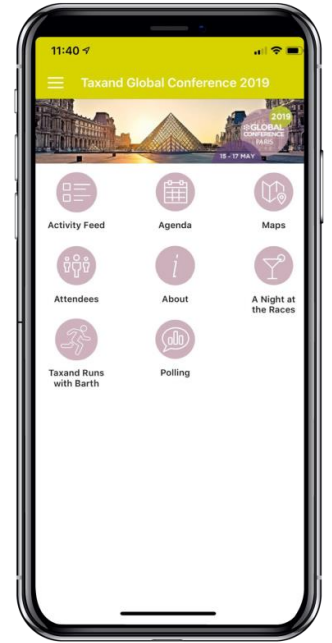 11:40
Taxand Global Conference 2019
2019
GLOBAL
CONFERENCE
PARIS
15 - 17 MAY
Activity Feed
Agenda
Maps
Attendees
About
A Night at
the Races
Taxand Runs
with Barth
Polling